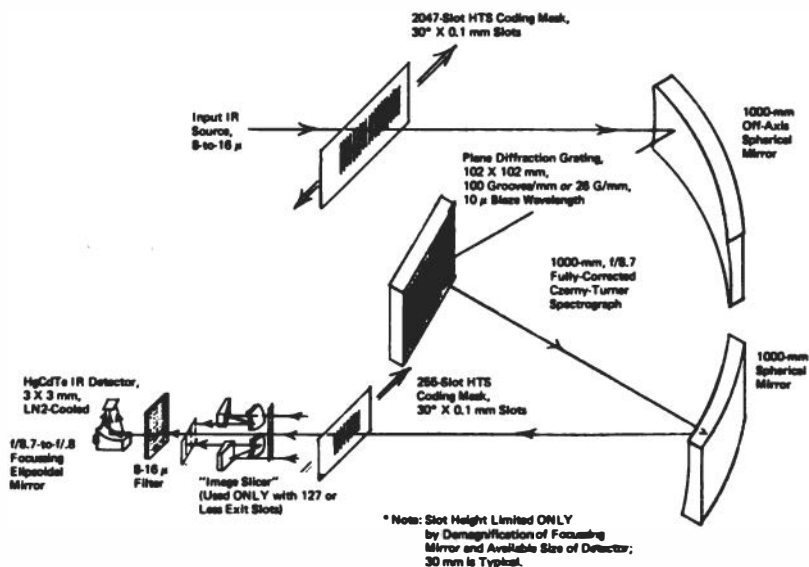 2047-Slot HTS Coding Mask,
30* X 0.1 mm Slots
Input IR
Source,
8-to-16 μ
1000-mm
Off-Axis
Spherical
Mirror
Plane Diffraction Grating,
102 X 102 mm,
100 Grooves/mm or 26 G/mm,
10 μ Blaze Wavelength
1000-mm, f/8.7
Fully-Corrected
Czerny-Turner
Spectrograph
1000-mm
Spherical
Mirror
HgCdTe IR Detector,
3 X 3 mm,
LN2-Cooled
255-Slot HTS
Coding Mask,
30* X 0.1 mm Slots
f/8.7-to-f/.8
Focussing
Elipsoidal
Mirror
8-16 μ
Filter
"Image Slicer"
(Used ONLY with 127 or
Less Exit Slots)
* Note: Slot Height Limited ONLY
by Demagnification of Focussing
Mirror and Available Size of Detector;
30 mm is Typical.